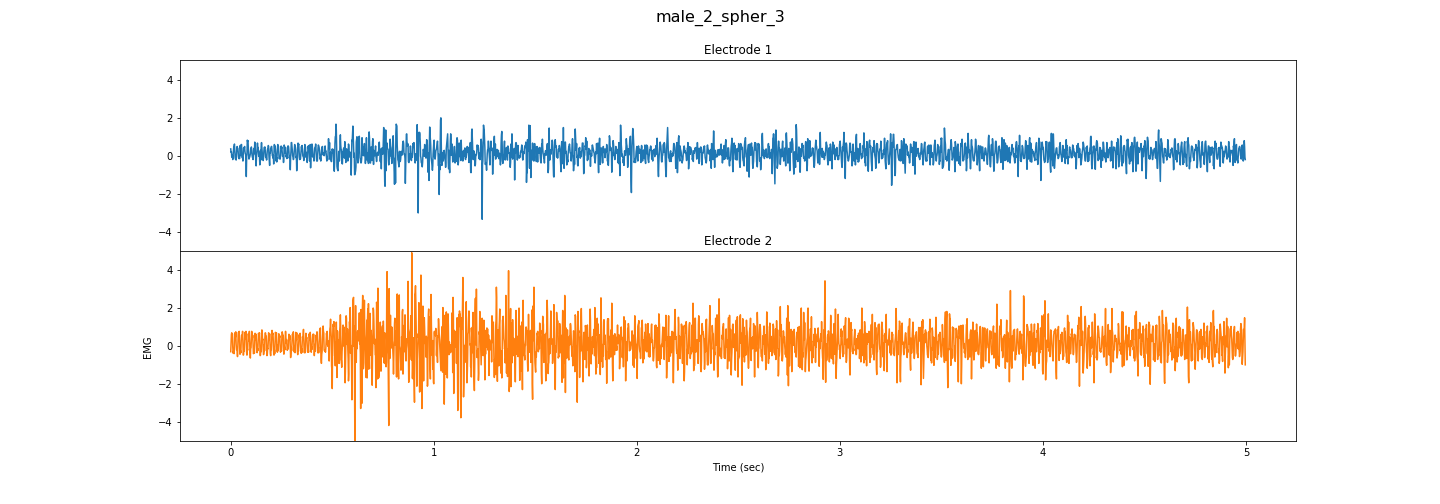 male_2_spher_3
Electrode 1
4
2
0
−2
−4
Electrode 2
4
2
0
−2
−4
EMG
0 1 2 3 4 5
Time (sec)